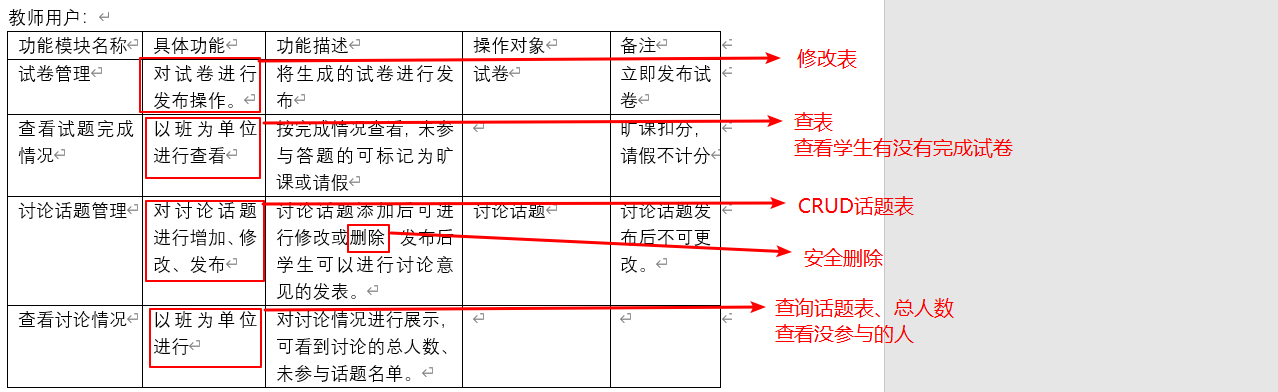 教师用户：
功能模块名称 具体功能 功能描述 操作对象 备注
试卷管理 对试卷进行 将生成的试卷进行发 试卷 立即发布试
发布操作。 布 卷
修改表
查看试题完成 以班为单位 按完成情况查看，未参 旷课扣分，
情况 进行查看 与答题的可标记为旷 请假不计分
课或请假
查表
查看学生有没有完成试卷
讨论话题管理 对讨论话题 讨论话题添加后可进 讨论话题 讨论话题发
进行增加、修 行修改或删除 发布后 布后不可更
改、发布 学生可以进行讨论意 改。
见的发表。
CRUD话题表
安全删除
查看讨论情况 以班为单位 对讨论情况进行展示，
进行 可看到讨论的总人数、
未参与话题名单。
查询话题表、总人数
查看没参与的人